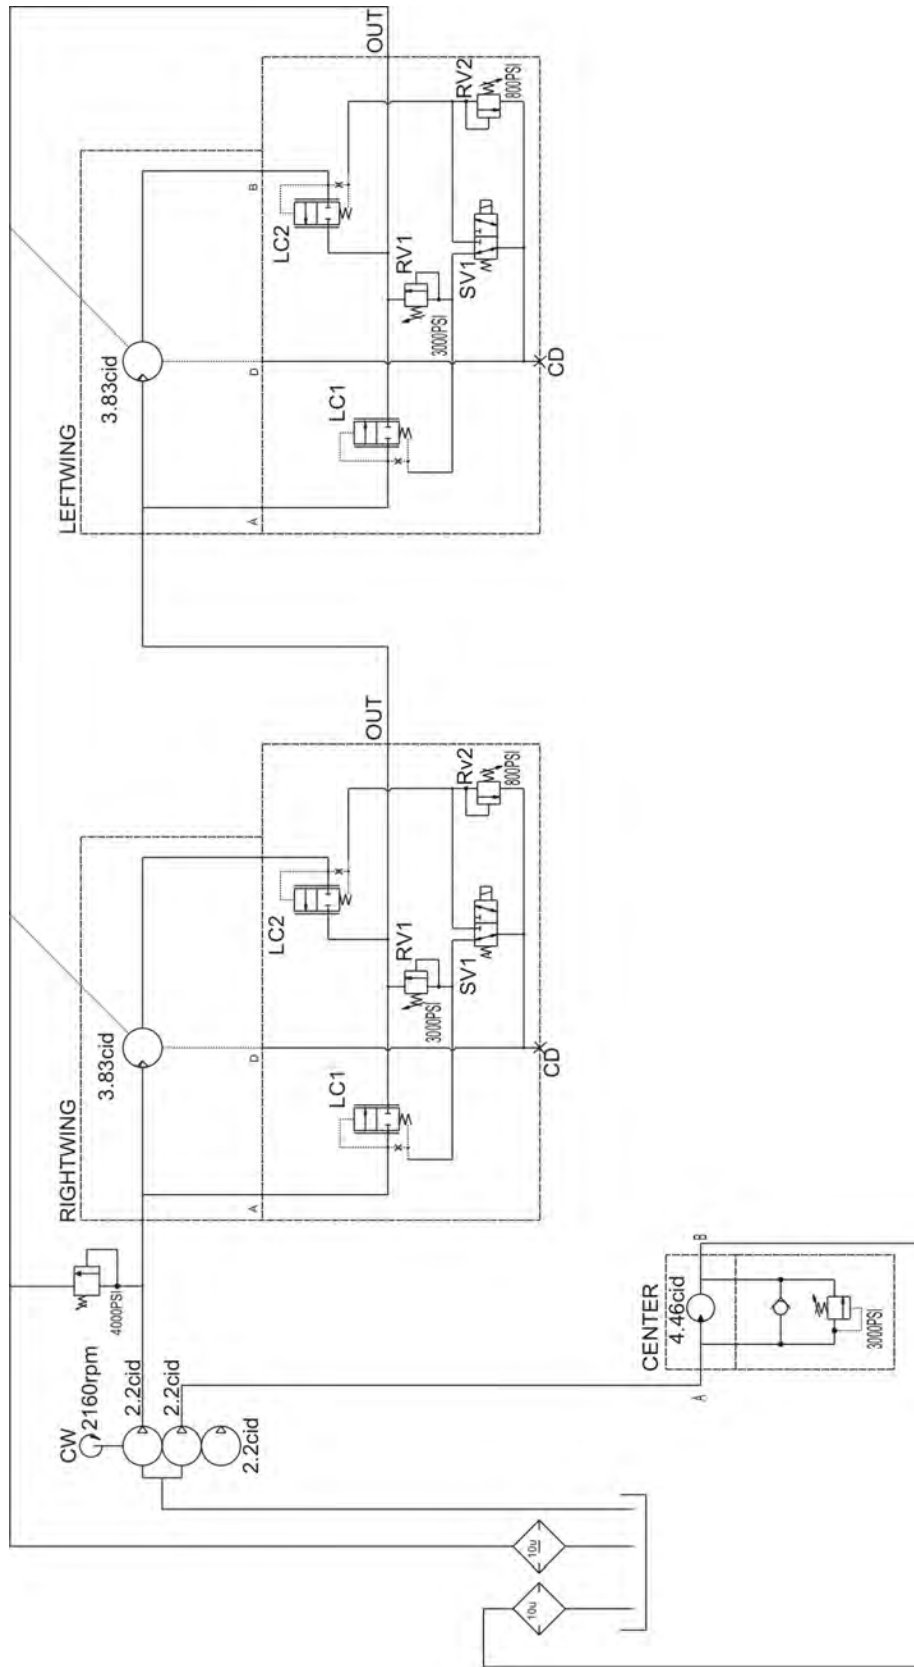 CW
2160rpm
2.2cid
2.2cid
2.2cid
10u
10u
4000PSI
RIGHTWING
3.83cid
A
D
LC1
LC2
RV1
3000PSI
SV1
Rv2
800PSI
CD
OUT
LEFTWING
3.83cid
A
D
B
LC1
LC2
RV1
3000PSI
SV1
RV2
800PSI
CD
OUT
CENTER
4.46cid
A
B
3000PSI